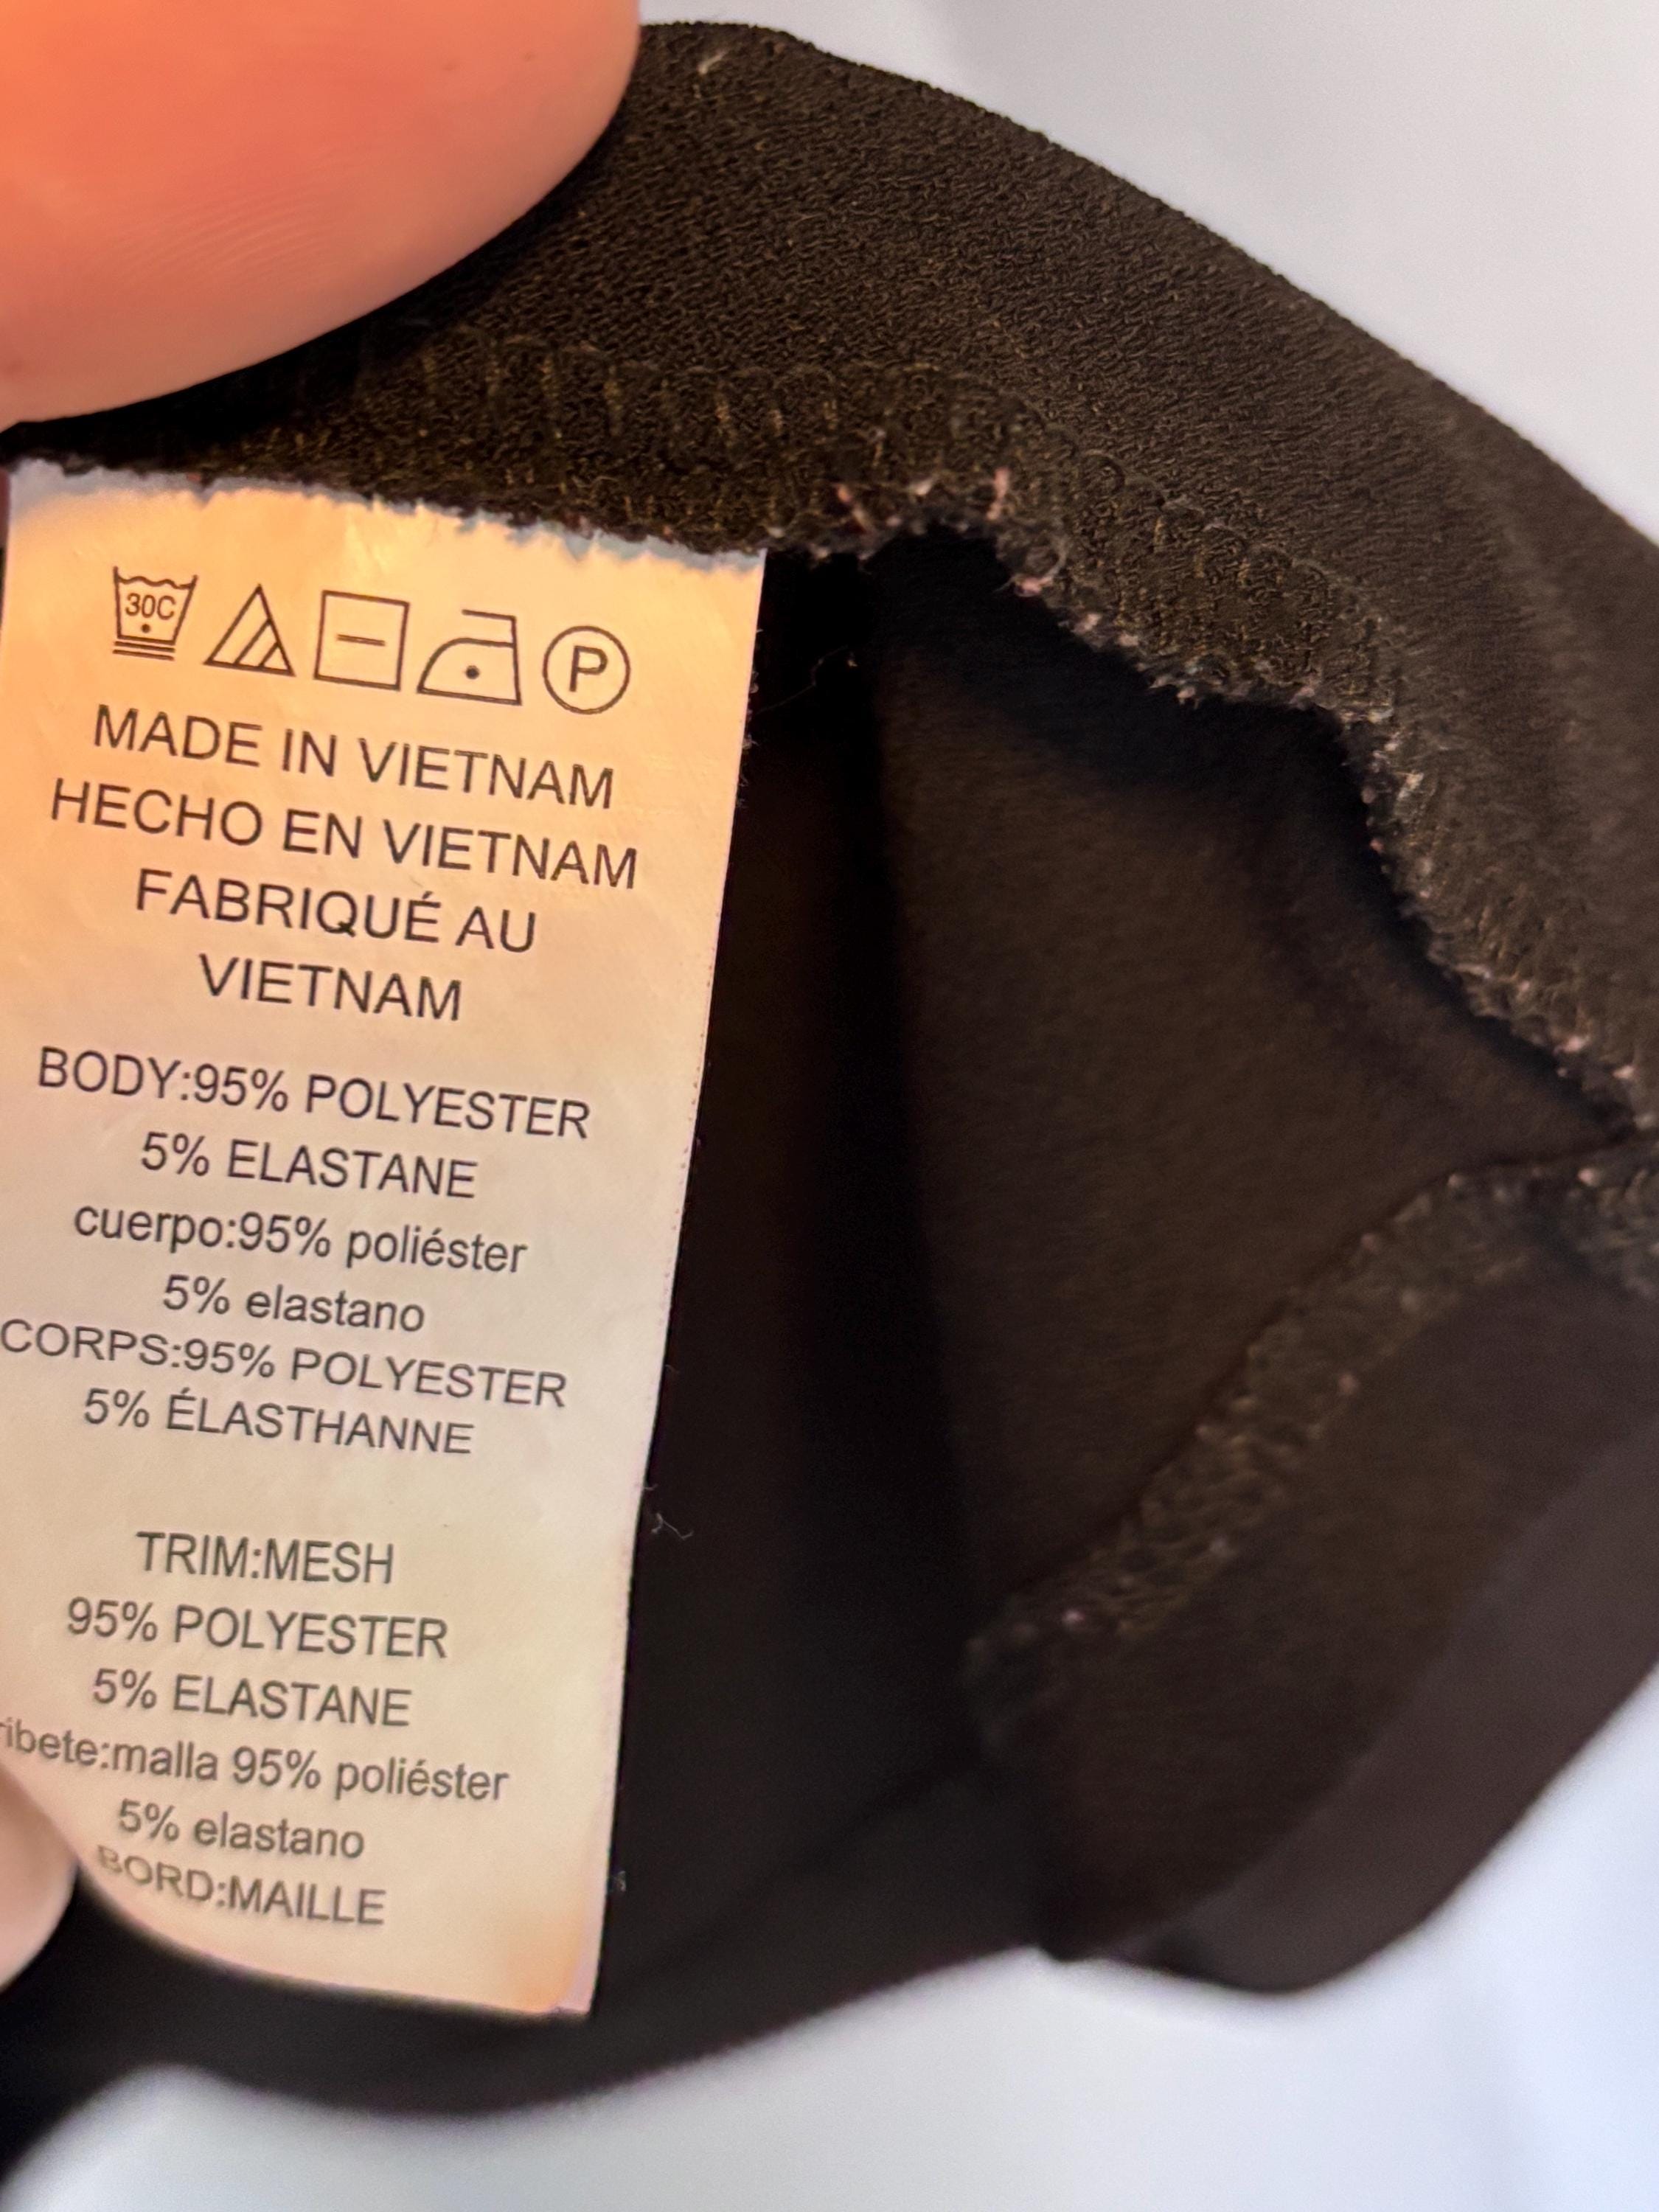 30C
P
MADE IN VIETNAM
HECHO EN VIETNAM
FABRIQUÉ AU
VIETNAM
BODY:95% POLYESTER
5% ELASTANE
cuerpo:95% poliéster
5% elastano
CORPS:95% POLYESTER
5% ÉLASTHANNE
TRIM:MESH
95% POLYESTER
5% ELASTANE
ribete:malla 95% poliéster
5% elastano
BORD:MAILLE